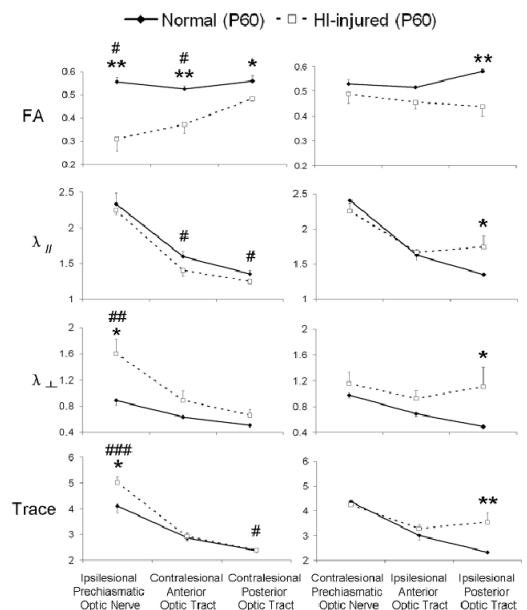 Normal (P60) HI-injured (P60)
# # * **
** **
FA
0.6 0.6
0.5 0.5
0.4 0.4
0.3 0.3
0.2 0.2
λ//
2.5 2.5
2 # # 2 *
1.5 1.5
1 1
λ⊥
2 ## 2
1.6 * 1.6 *
1.2 1.2
0.8 0.8
0.4 0.4
Trace
6 ### 6
5 * 5 **
4 4
3 # 3
2 2
Ipsilesional Contralesional Contralesional Contralesional Ipsilesional Ipsilesional
Prechiasmatic Anterior Posterior Prechiasmatic Anterior Posterior
Optic Nerve Optic Tract Optic Tract Optic Nerve Optic Tract Optic Tract